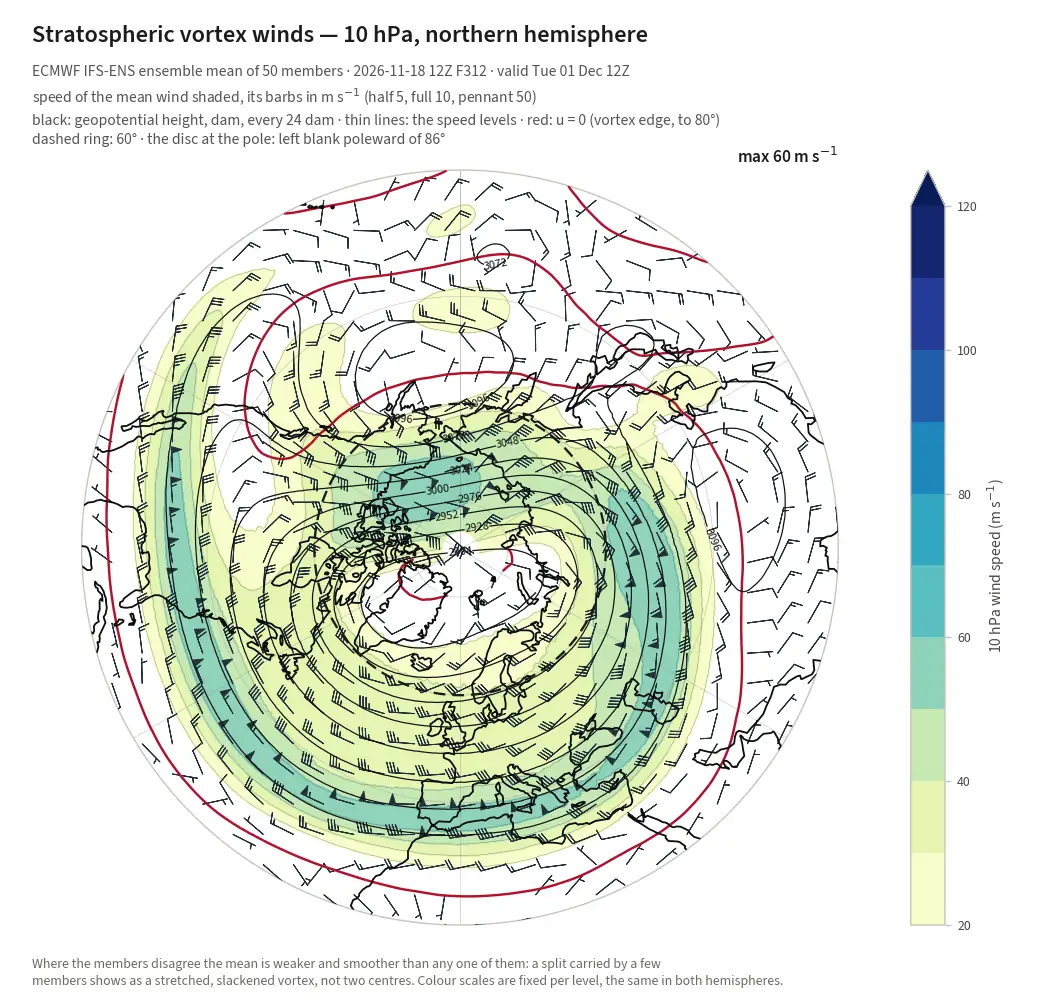 Stratospheric vortex winds — 10 hPa, northern hemisphere
ECMWF IFS-ENS ensemble mean of 50 members · 2026-11-18 12Z F312 · valid Tue 01 Dec 12Z
speed of the mean wind shaded, its barbs in m s⁻¹ (half 5, full 10, pennant 50)
black: geopotential height, dam, every 24 dam · thin lines: the speed levels · red: u = 0 (vortex edge, to 80°)
dashed ring: 60° · the disc at the pole: left blank poleward of 86°
max 60 m s⁻¹
3072
3096
3048
3000
2976
2952
2928
3096
120
100
80
60
40
20
10 hPa wind speed (m s⁻¹)
Where the members disagree the mean is weaker and smoother than any one of them: a split carried by a few
members shows as a stretched, slackened vortex, not two centres. Colour scales are fixed per level, the same in both hemispheres.